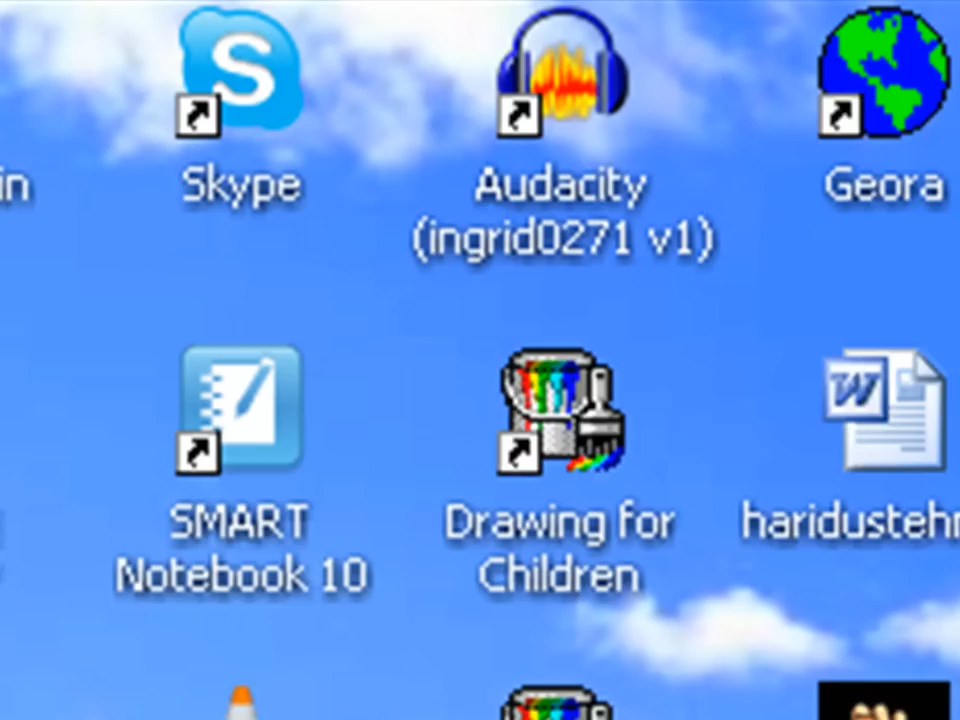 S
in
Skype
Audacity
(ingrid0271 v1)
Geora
W
SMART
Notebook 10
Drawing for
Children
haridustehn